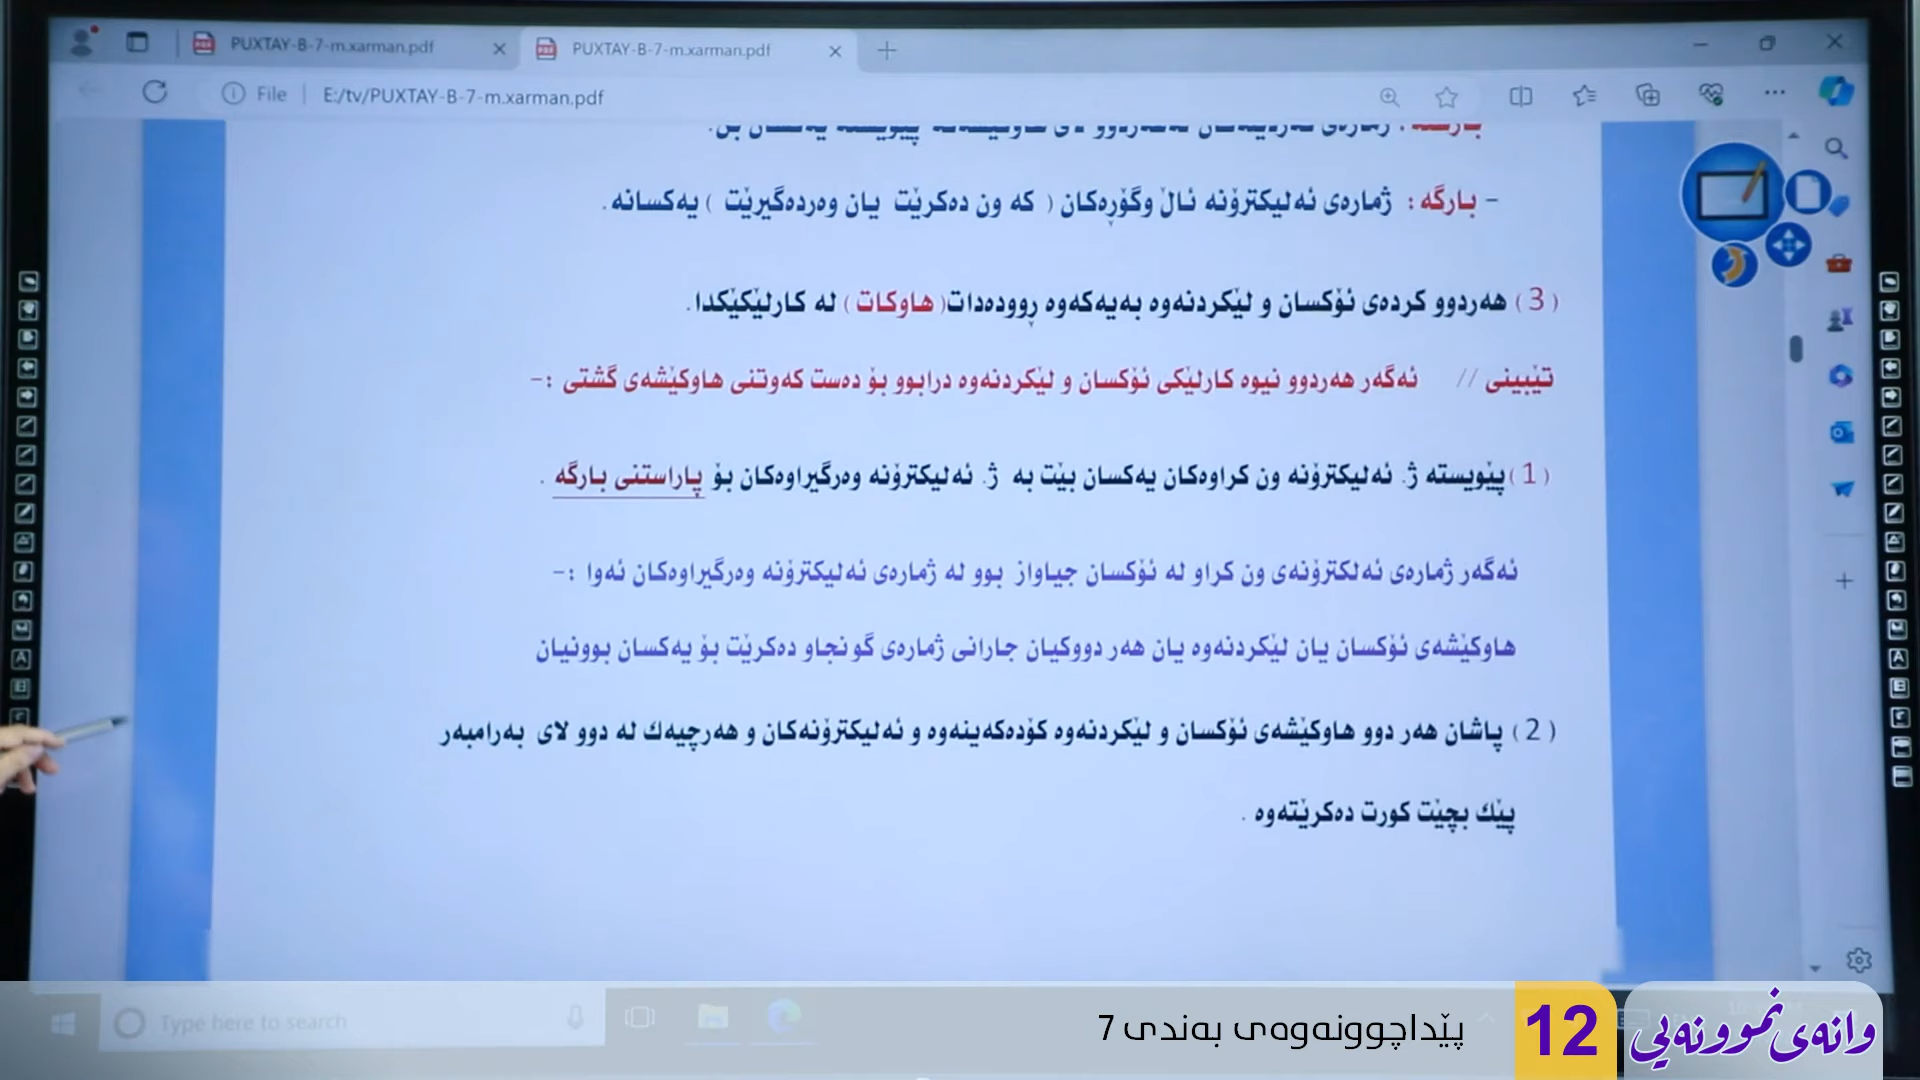 PUXTAY-B-7-m.xarman.pdf
PUXTAY-B-7-m.xarman.pdf
File
E:/tv/PUXTAY-B-7-m.xarman.pdf
- بارگە : ژمارەی ئەلیکترۆنە ئاڵ وگۆڕەکان ( کە ون دەکرێت یان وەردەگیرێت ) یەکسانە.
(3) هەردوو کردەی ئۆکسان و لێکردنەوە بەیەکەوە ڕوودەدات( هاوکات ) لە کارلێکێکدا.
تێبینی // ئەگەر هەردوو نیوە کارلێکی ئۆکسان و لێکردنەوە درابوو بۆ دەست کەوتنی هاوکێشەی گشتی :-
(1) پێویستە ژ. ئەلیکترۆنە ون کراوەکان یەکسان بێت بە ژ. ئەلیکترۆنە وەرگیراوەکان بۆ پاراستنی بارگە .
ئەگەر ژمارەی ئەلکترۆنەی ون کراو لە ئۆکسان جیاواز بوو لە ژمارەی ئەلیکترۆنە وەرگیراوەکان ئەوا :-
هاوکێشەی ئۆکسان یان لێکردنەوە یان هەر دووکیان جارانی ژمارەی گونجاو دەکرێت بۆ یەکسان بوونیان
(2) پاشان هەر دوو هاوکێشەی ئۆکسان و لێکردنەوە کۆدەکەینەوە و ئەلیکترۆنەکان و هەرچیەك لە دوو لای بەرامبەر
پێك بچێت کورت دەکرێتەوە .
Type here to search
پێداچوونەوەی بەندی 7
12
وانەی نموونەیی